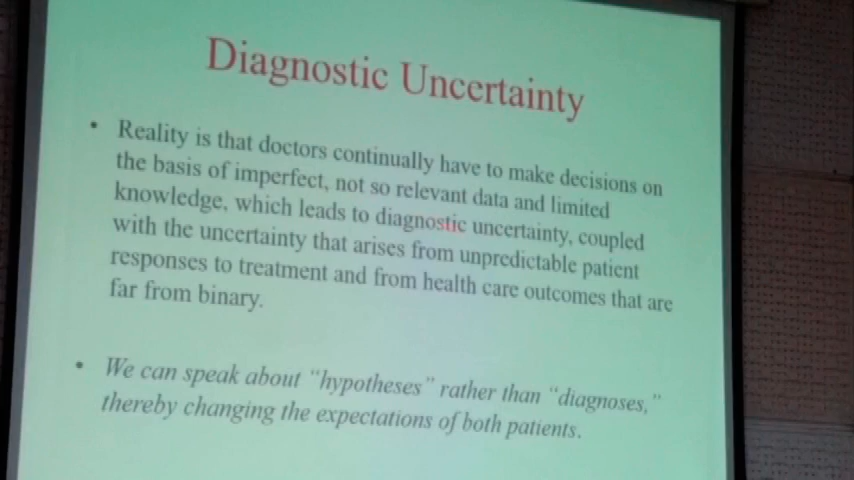 Diagnostic Uncertainty
• Reality is that doctors continually have to make decisions on
the basis of imperfect, not so relevant data and limited
knowledge, which leads to diagnostic uncertainty, coupled
with the uncertainty that arises from unpredictable patient
responses to treatment and from health care outcomes that are
far from binary.
• We can speak about “hypotheses” rather than “diagnoses,”
thereby changing the expectations of both patients.